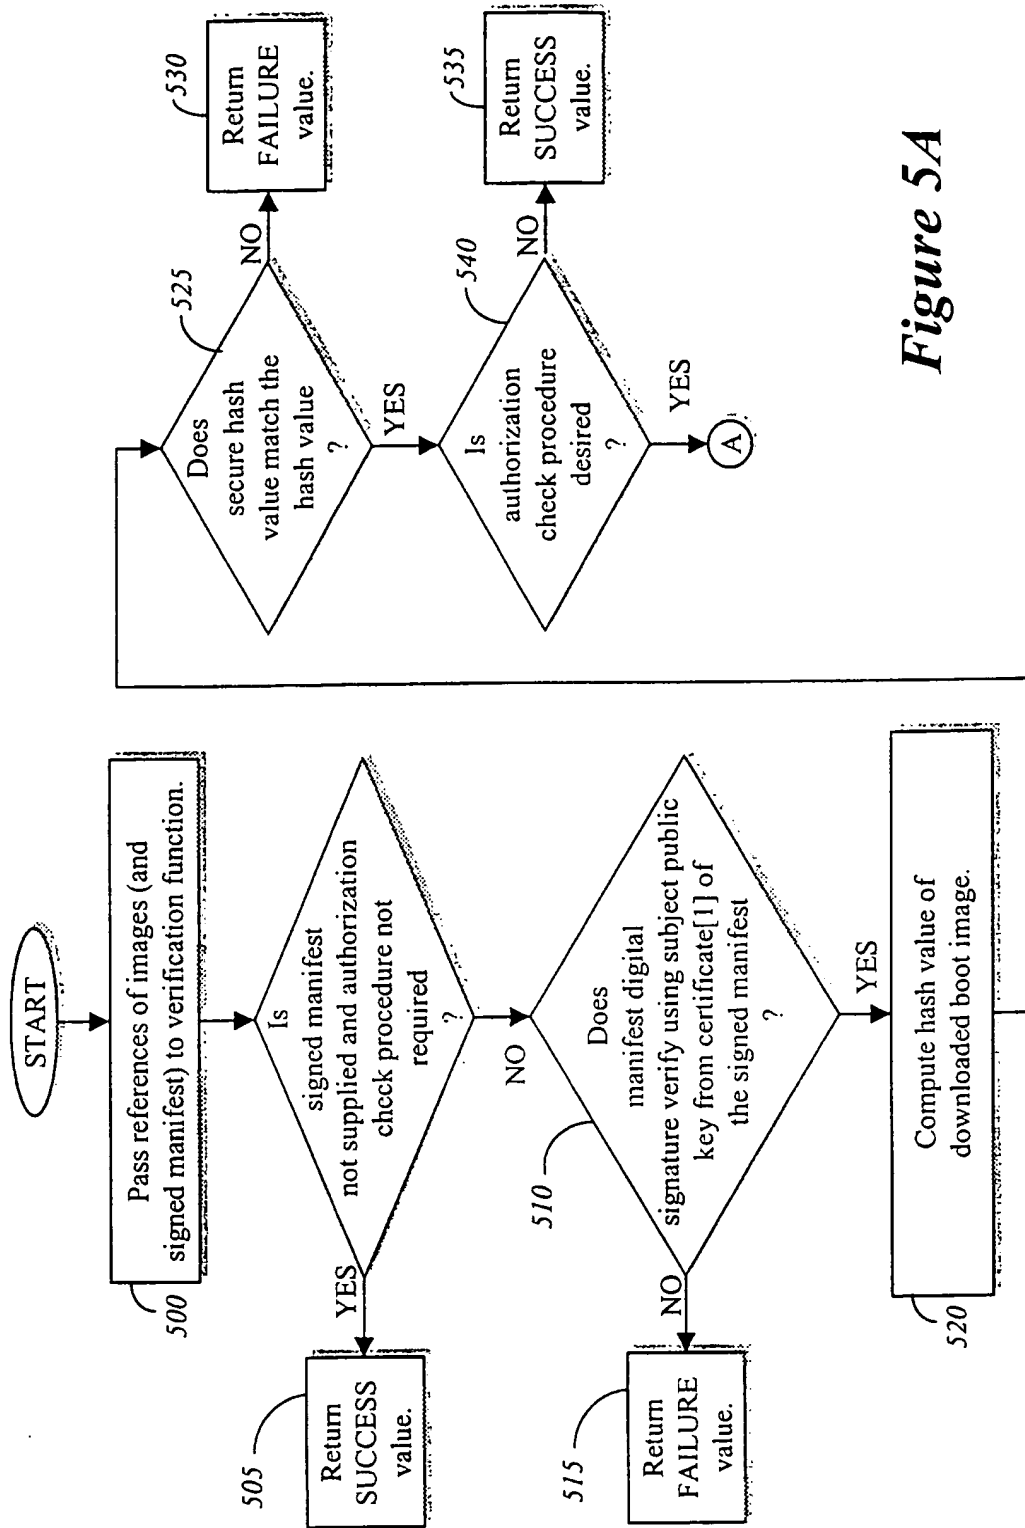 START
Pass references of images (and
signed manifest) to verification function.
500
Is
signed manifest
not supplied and authorization
check procedure not
required
?
YES
505
Return
SUCCESS
value.
NO
510
Does
manifest digital
signature verify using subject public
key from certificate[1] of
the signed manifest
?
NO
515
Return
FAILURE
value.
YES
Compute hash value of
downloaded boot image.
520
525
Does
secure hash
value match the
hash value
?
NO
530
Return
FAILURE
value.
YES
540
Is
authorization
check procedure
desired
?
NO
535
Return
SUCCESS
value.
YES
A
Figure 5A